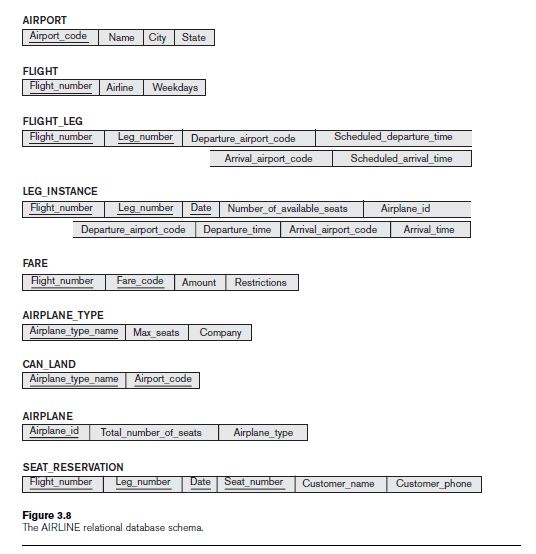 AIRPORT
Airport_code Name City State
FLIGHT
Flight_number Airline Weekdays
FLIGHT_LEG
Flight_number Leg_number Departure_airport_code Scheduled_departure_time
Arrival_airport_code Scheduled_arrival_time
LEG_INSTANCE
Flight_number Leg_number Date Number_of_available_seats Airplane_id
Departure_airport_code Departure_time Arrival_airport_code Arrival_time
FARE
Flight_number Fare_code Amount Restrictions
AIRPLANE_TYPE
Airplane_type_name Max_seats Company
CAN_LAND
Airplane_type_name Airport_code
AIRPLANE
Airplane_id Total_number_of_seats Airplane_type
SEAT_RESERVATION
Flight_number Leg_number Date Seat_number Customer_name Customer_phone
Figure 3.8
The AIRLINE relational database schema.